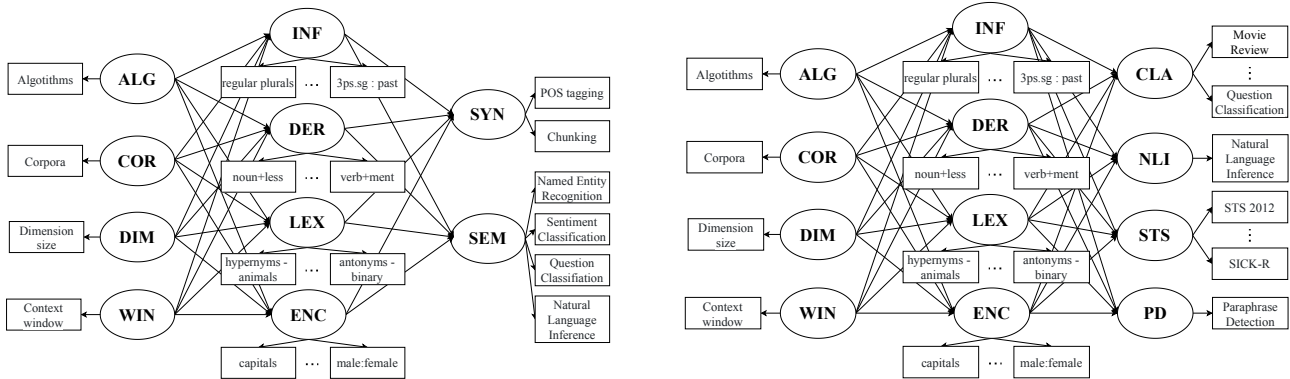 INF
Algotithms
ALG
regular plurals
...
3ps.sg : past
POS tagging
DER
SYN
Chunking
Corpora
COR
noun+less
...
verb+ment
Named Entity
Recognition
LEX
Dimension
size
DIM
SEM
Sentiment
Classification
hypernyms -
animals
...
antonyms -
binary
Question
Classifiation
Context
window
WIN
ENC
Natural
Language
Inference
capitals
...
male:female
INF
Movie
Review
Algotithms
ALG
regular plurals
...
3ps.sg : past
CLA
...
Question
Classification
DER
Corpora
COR
noun+less
...
verb+ment
NLI
Natural
Language
Inference
LEX
STS 2012
Dimension
size
DIM
STS
...
hypernyms -
animals
...
antonyms -
binary
SICK-R
Context
window
WIN
ENC
PD
Paraphrase
Detection
capitals
...
male:female